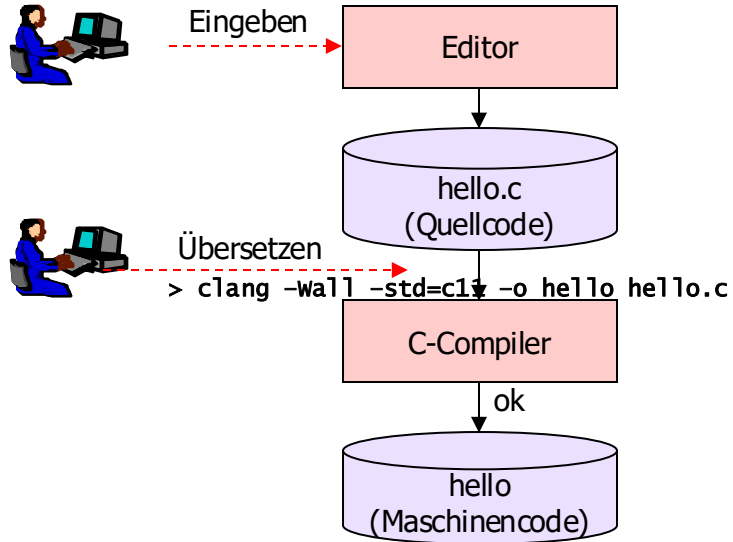 Eingeben
Editor
hello.c
(Quellcode)
Übersetzen
> clang –Wall –std=c11 –o hello hello.c
C-Compiler
ok
hello
(Maschinencode)